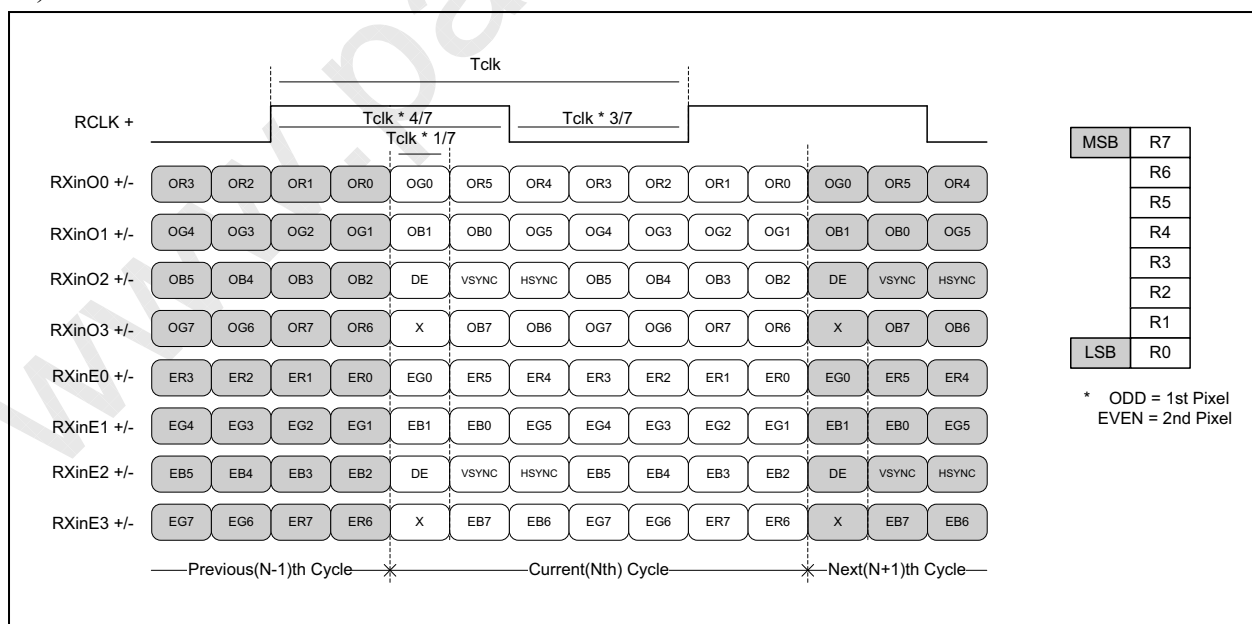 Tclk
RCLK +
Tclk * 4/7
Tclk * 3/7
Tclk * 1/7
RXinO0 +/- OR3 OR2 OR1 OR0 OG0 OR5 OR4 OR3 OR2 OR1 OR0 OG0 OR5 OR4
RXinO1 +/- OG4 OG3 OG2 OG1 OB1 OB0 OG5 OG4 OG3 OG2 OG1 OB1 OB0 OG5
RXinO2 +/- OB5 OB4 OB3 OB2 DE VSYNC HSYNC OB5 OB4 OB3 OB2 DE VSYNC HSYNC
RXinO3 +/- OG7 OG6 OR7 OR6 X OB7 OB6 OG7 OG6 OR7 OR6 X OB7 OB6
RXinE0 +/- ER3 ER2 ER1 ER0 EG0 ER5 ER4 ER3 ER2 ER1 ER0 EG0 ER5 ER4
RXinE1 +/- EG4 EG3 EG2 EG1 EB1 EB0 EG5 EG4 EG3 EG2 EG1 EB1 EB0 EG5
RXinE2 +/- EB5 EB4 EB3 EB2 DE VSYNC HSYNC EB5 EB4 EB3 EB2 DE VSYNC HSYNC
RXinE3 +/- EG7 EG6 ER7 ER6 X EB7 EB6 EG7 EG6 ER7 ER6 X EB7 EB6
Previous(N-1)th Cycle Current(Nth) Cycle Next(N+1)th Cycle
MSB R7
R6
R5
R4
R3
R2
R1
LSB R0
* ODD = 1st Pixel
EVEN = 2nd Pixel
www.pa